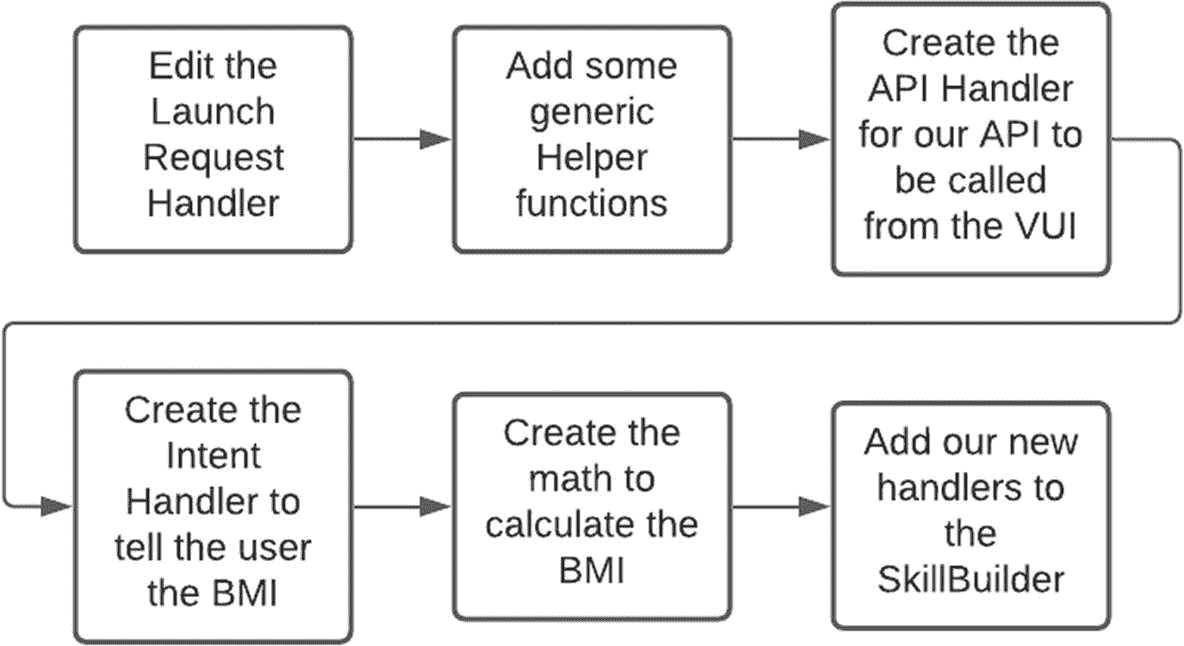 Edit the
Launch
Request
Handler
Add some
generic
Helper
functions
Create the
API Handler
for our API to
be called
from the VUI
Create the
Intent
Handler to
tell the user
the BMI
Create the
math to
calculate the
BMI
Add our new
handlers to
the
SkillBuilder